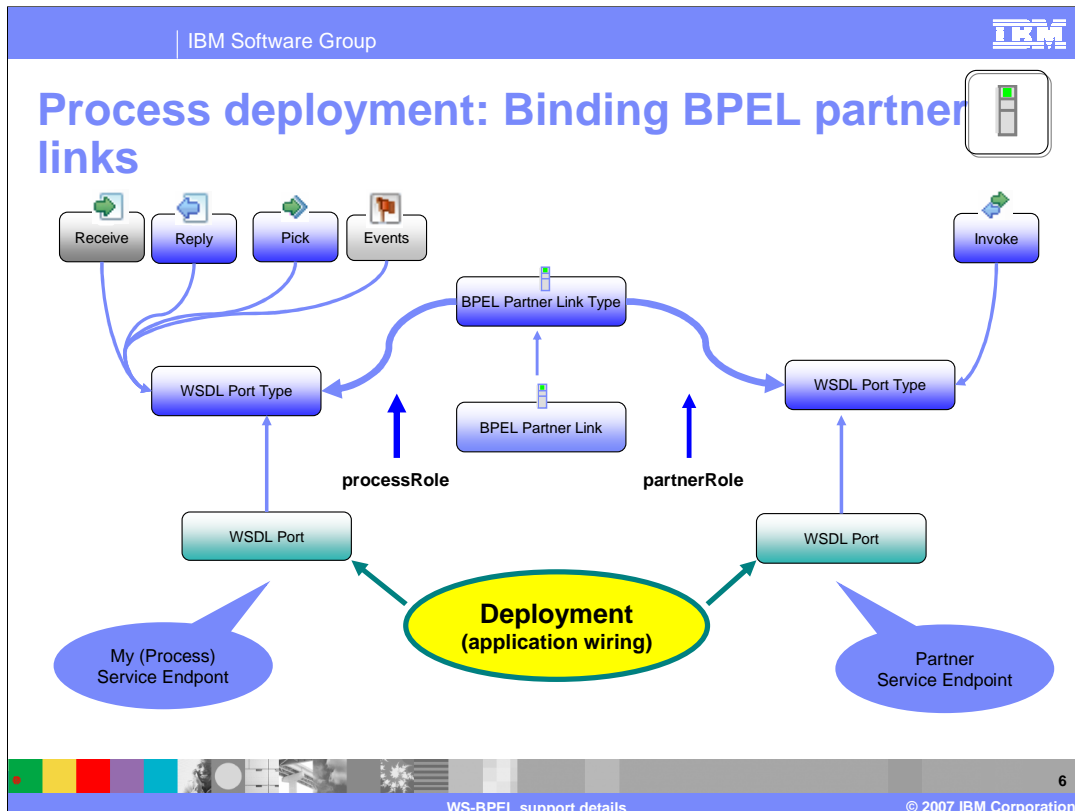 IBM Software Group
IBM
Process deployment: Binding BPEL partner
links
Receive
Reply
Pick
Events
Invoke
BPEL Partner Link Type
WSDL Port Type
WSDL Port Type
BPEL Partner Link
processRole
partnerRole
WSDL Port
WSDL Port
Deployment
(application wiring)
My (Process)
Service Endpont
Partner
Service Endpoint
6
WS-BPEL support details
© 2007 IBM Corporation